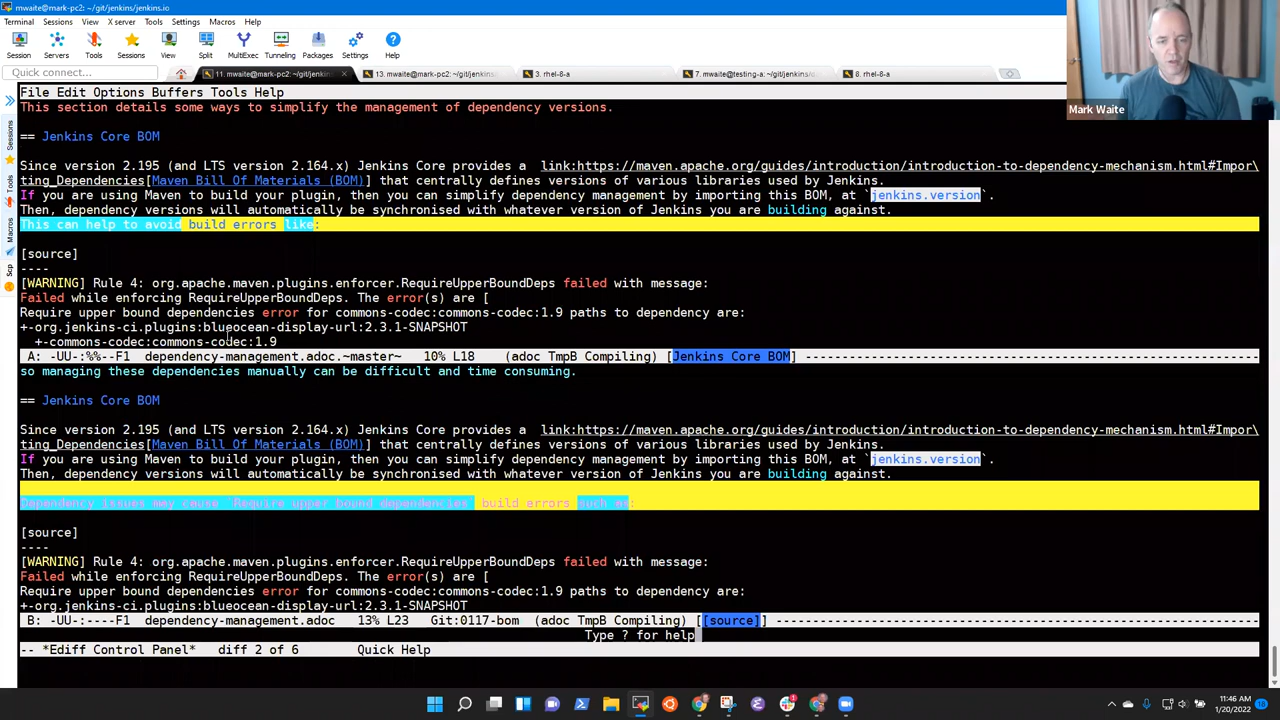 mwaite@mark-pc2: ~/git/jenkins/jenkins.io
Terminal Sessions View X server Tools Settings Macros Help
Session Servers Tools Sessions View Split MultiExec Tunneling Packages Settings Help
Quick connect...
11. mwaite@mark-pc2: ~/git/jenkins
13. mwaite@mark-pc2: ~/git/jenkins
3. rhel-8-a
7. mwaite@testing-a: ~/git/jenkins/
8. rhel-8-a
Mark Waite
Sessions
Tools
Macros
Scp
File Edit Options Buffers Tools Help
This section details some ways to simplify the management of dependency versions.
== Jenkins Core BOM
Since version 2.195 (and LTS version 2.164.x) Jenkins Core provides a  link:https://maven.apache.org/guides/introduction/introduction-to-dependency-mechanism.html#Impor\
ting_Dependencies[Maven Bill Of Materials (BOM)] that centrally defines versions of various libraries used by Jenkins.
If you are using Maven to build your plugin, then you can simplify dependency management by importing this BOM, at `jenkins.version`.
Then, dependency versions will automatically be synchronised with whatever version of Jenkins you are building against.
This can help to avoid build errors like:
[source]
----
[WARNING] Rule 4: org.apache.maven.plugins.enforcer.RequireUpperBoundDeps failed with message:
Failed while enforcing RequireUpperBoundDeps. The error(s) are [
Require upper bound dependencies error for commons-codec:commons-codec:1.9 paths to dependency are:
+-org.jenkins-ci.plugins:blueocean-display-url:2.3.1-SNAPSHOT
  +-commons-codec:commons-codec:1.9
A: -UU-:%%--F1  dependency-management.adoc.~master~  10% L18  (adoc TmpB Compiling) [Jenkins Core BOM] ----------------------------------------------------------
so managing these dependencies manually can be difficult and time consuming.
== Jenkins Core BOM
Since version 2.195 (and LTS version 2.164.x) Jenkins Core provides a  link:https://maven.apache.org/guides/introduction/introduction-to-dependency-mechanism.html#Impor\
ting_Dependencies[Maven Bill Of Materials (BOM)] that centrally defines versions of various libraries used by Jenkins.
If you are using Maven to build your plugin, then you can simplify dependency management by importing this BOM, at `jenkins.version`.
Then, dependency versions will automatically be synchronised with whatever version of Jenkins you are building against.
Dependency issues may cause `Require upper bound dependencies` build errors such as:
[source]
----
[WARNING] Rule 4: org.apache.maven.plugins.enforcer.RequireUpperBoundDeps failed with message:
Failed while enforcing RequireUpperBoundDeps. The error(s) are [
Require upper bound dependencies error for commons-codec:commons-codec:1.9 paths to dependency are:
+-org.jenkins-ci.plugins:blueocean-display-url:2.3.1-SNAPSHOT
B: -UU-:----F1  dependency-management.adoc  13% L23  Git:0117-bom  (adoc TmpB Compiling) [[source]] ----------------------------------------------------------
Type ? for help
-- *Ediff Control Panel*  diff 2 of 6  Quick Help
11:46 AM
1/20/2022